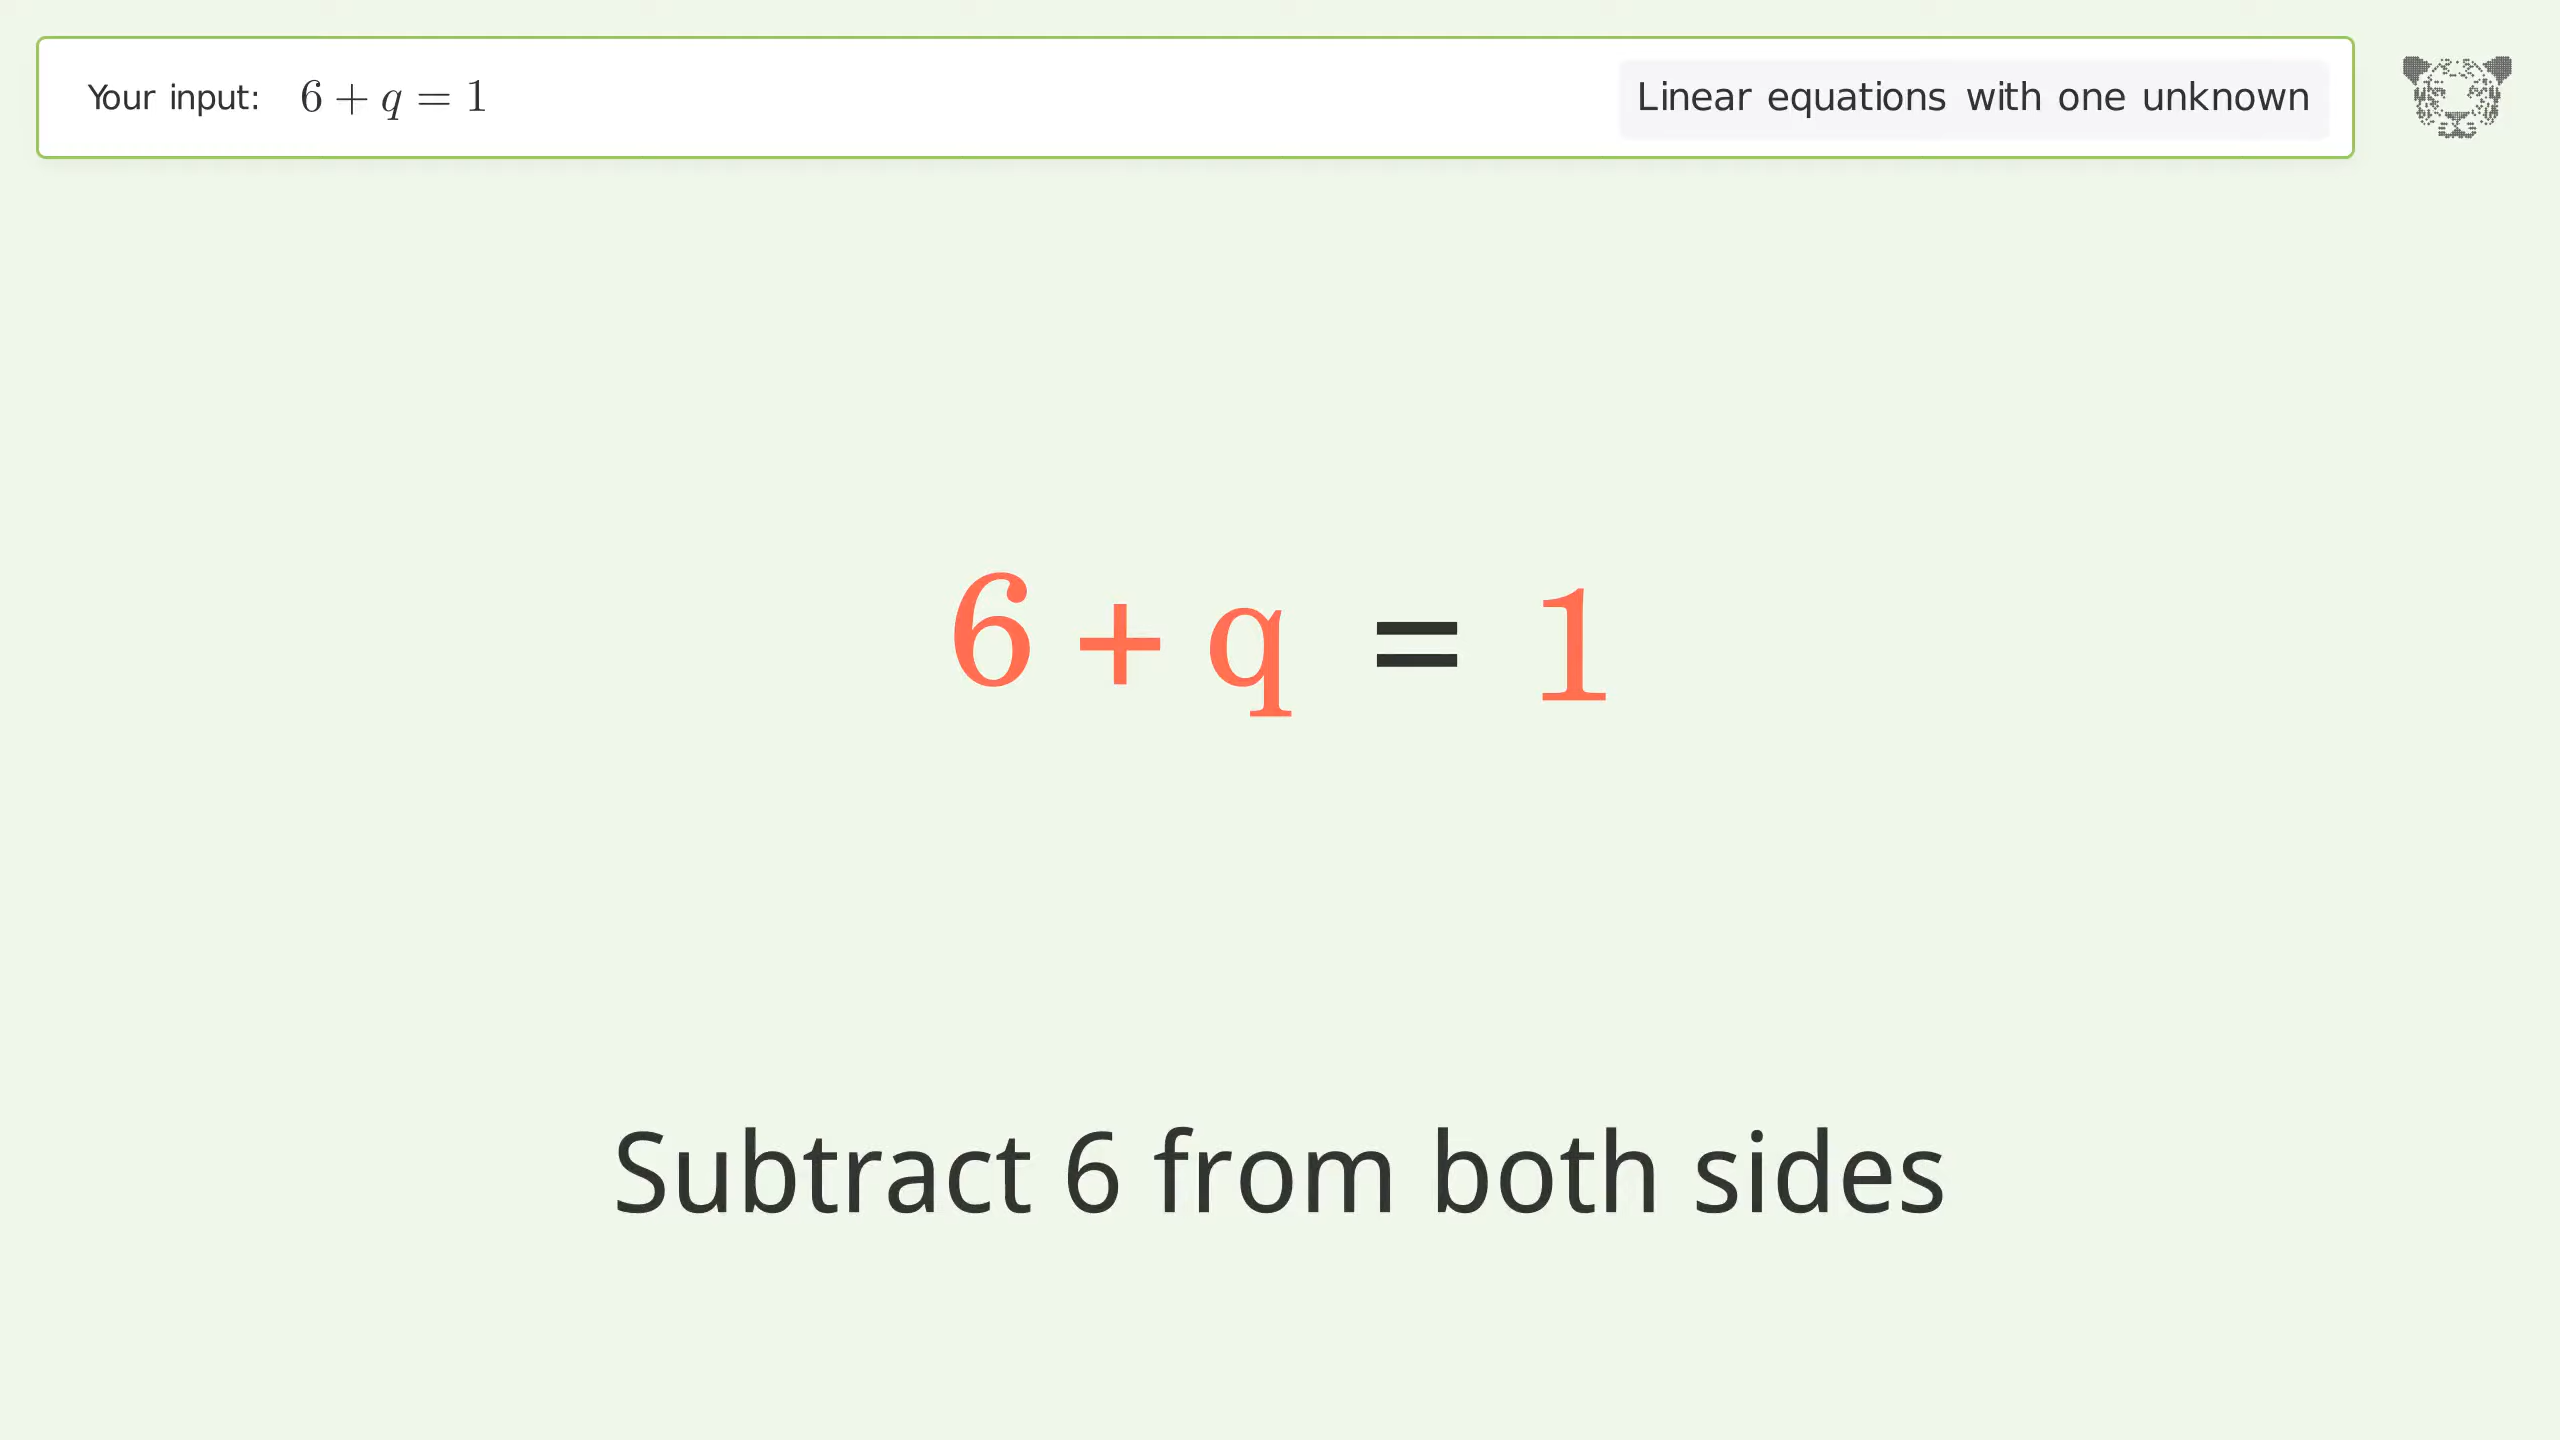 Your input: 6 + q = 1
Linear equations with one unknown
6 + q = 1
Subtract 6 from both sides